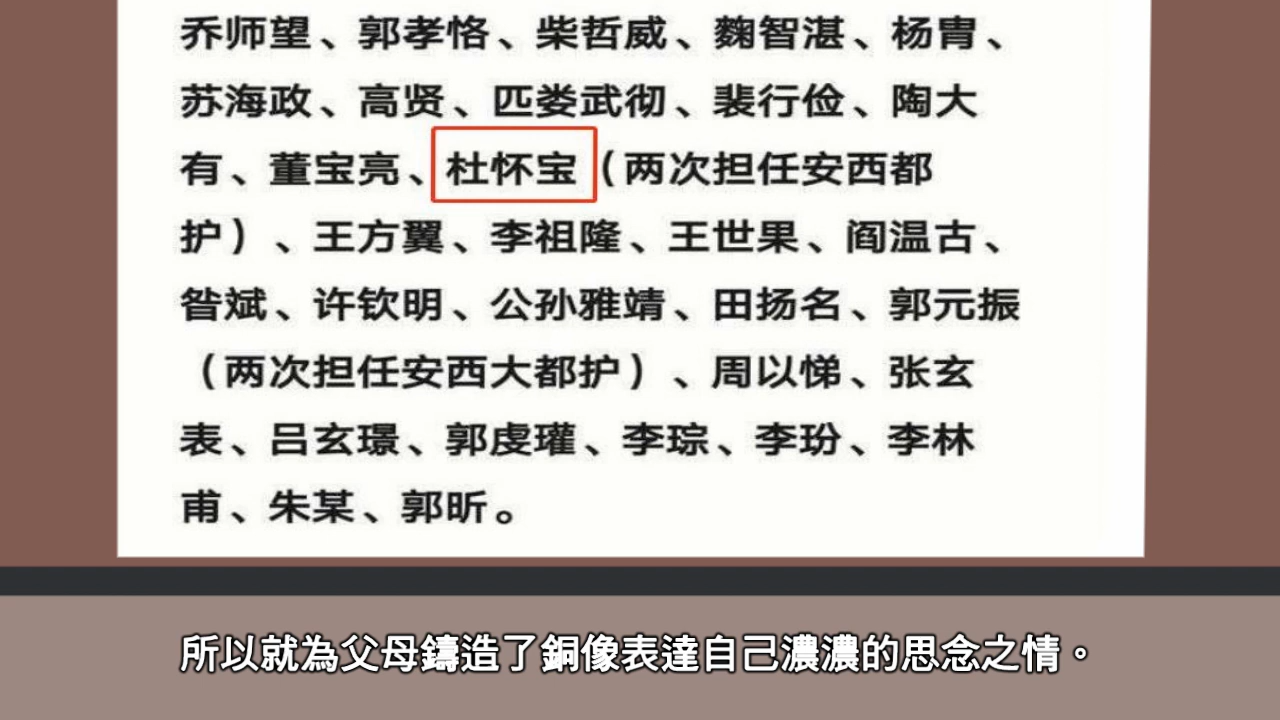 乔师望、郭孝恪、柴哲威、麴智湛、杨胄、
苏海政、高贤、匹娄武彻、裴行俭、陶大
有、董宝亮、杜怀宝（两次担任安西都
护）、王方翼、李祖隆、王世果、阎温古、
昝斌、许钦明、公孙雅靖、田扬名、郭元振
（两次担任安西大都护）、周以悌、张玄
表、吕玄璟、郭虔瓘、李琮、李玢、李林
甫、朱某、郭昕。
所以就為父母鑄造了銅像表達自己濃濃的思念之情。